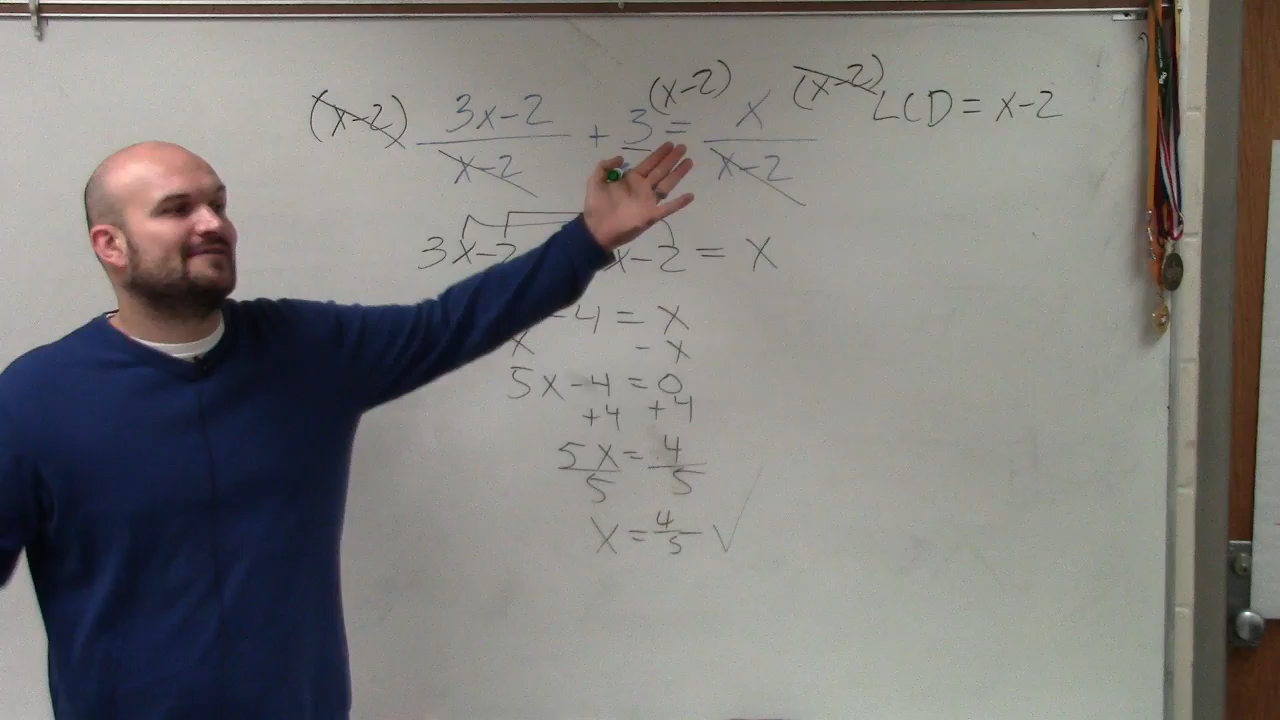 (x-2) (3x-2)/(x-2) + 3 (x-2) = x/(x-2) (x-2) LCD = x-2
3x-2 x-2 = x
-4 = x
x - x
5x-4 = 0
+4 +4
5x/5 = 4/5
x = 4/5 √